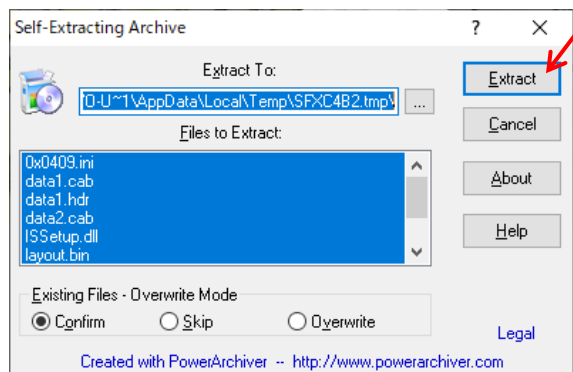 Self-Extracting Archive ? ×
Extract To:
O-U~1\AppData\Local\Temp\SFXC4B2.tmp\ ...
Extract
Files to Extract:
Cancel
0x0409.ini
data1.cab
data1.hdr
data2.cab
ISSetup.dll
layout.bin
About
Help
Existing Files - Overwrite Mode
Confirm Skip Overwrite
Legal
Created with PowerArchiver -- http://www.powerarchiver.com